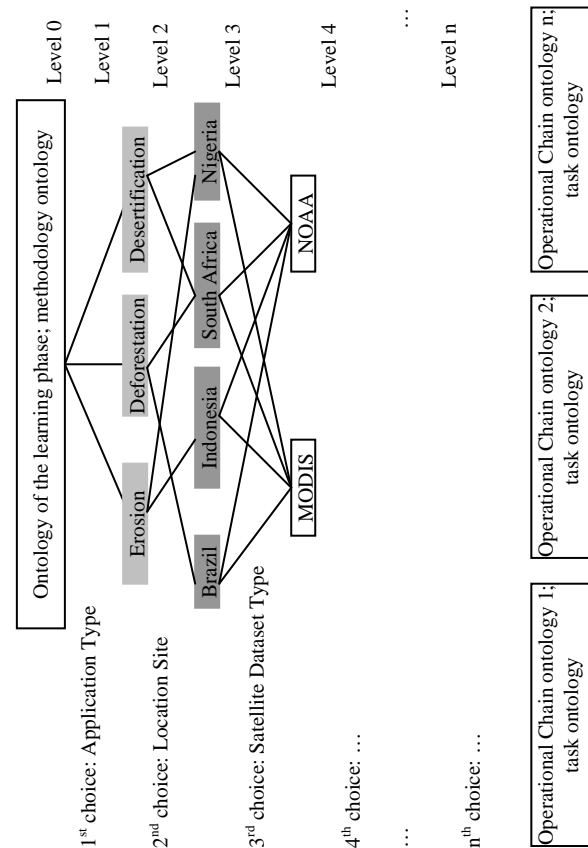 Ontology of the learning phase; methodology ontology
Level 0
1st choice: Application Type
Level 1
Erosion
Deforestation
Desertification
Level 2
2nd choice: Location Site
Brazil
Indonesia
South Africa
Nigeria
Level 3
3rd choice: Satellite Dataset Type
MODIS
NOAA
Level 4
4th choice: …
…
…
nth choice: …
Level n
Operational Chain ontology 1;
task ontology
Operational Chain ontology 2;
task ontology
Operational Chain ontology n;
task ontology